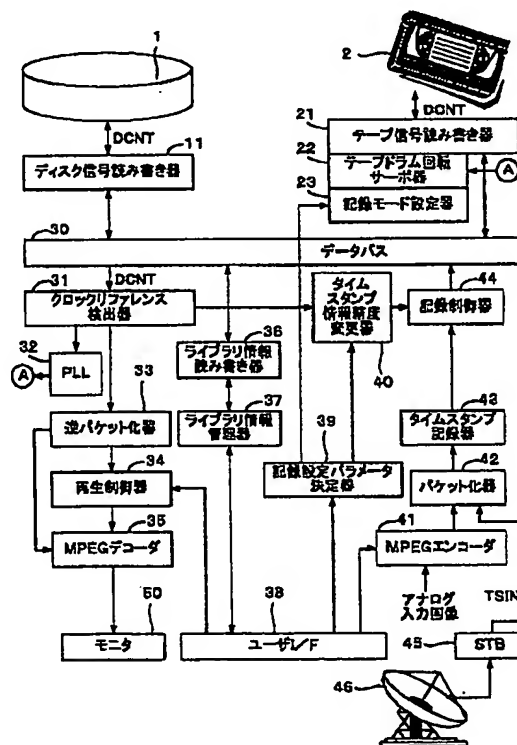 1
2
DCNT
DCNT
11
21
ディスク信号読み書き器
テープ信号読み書き器
22
テープドラム回転
サーボ器
A
23
記録モード設定器
30
データバス
31
DCNT
クロックリファレンス
検出器
タイム
スタンプ
情報精度
変更器
40
44
記録制御器
32
PLL
A
36
ライブラリ情報
読み書き器
33
逆パケット化器
37
ライブラリ情報
管理器
43
タイムスタンプ
記録器
34
再生制御器
39
記録設定パラメータ
決定器
42
パケット化器
35
MPEGデコーダ
41
MPEGエンコーダ
アナログ
入力画像
TSIN
50
モニタ
38
ユーザI/F
45
STB
46